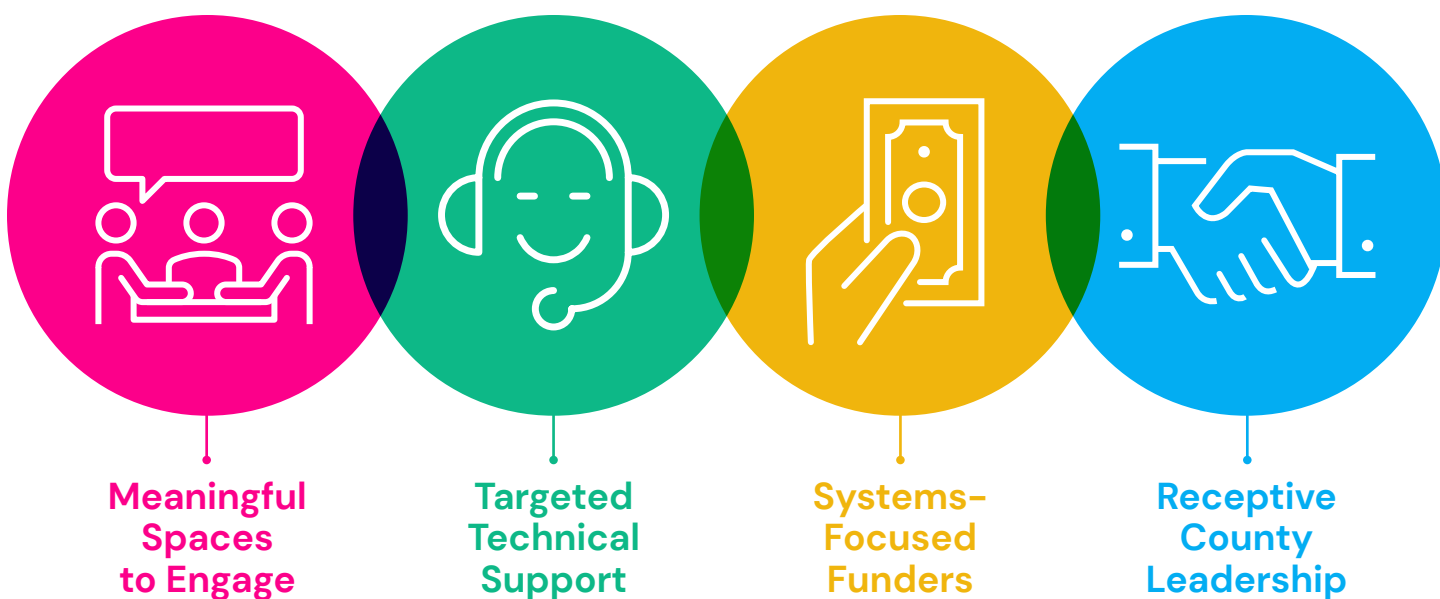 Meaningful
Spaces
to Engage
Targeted
Technical
Support
Systems-
Focused
Funders
Receptive
County
Leadership